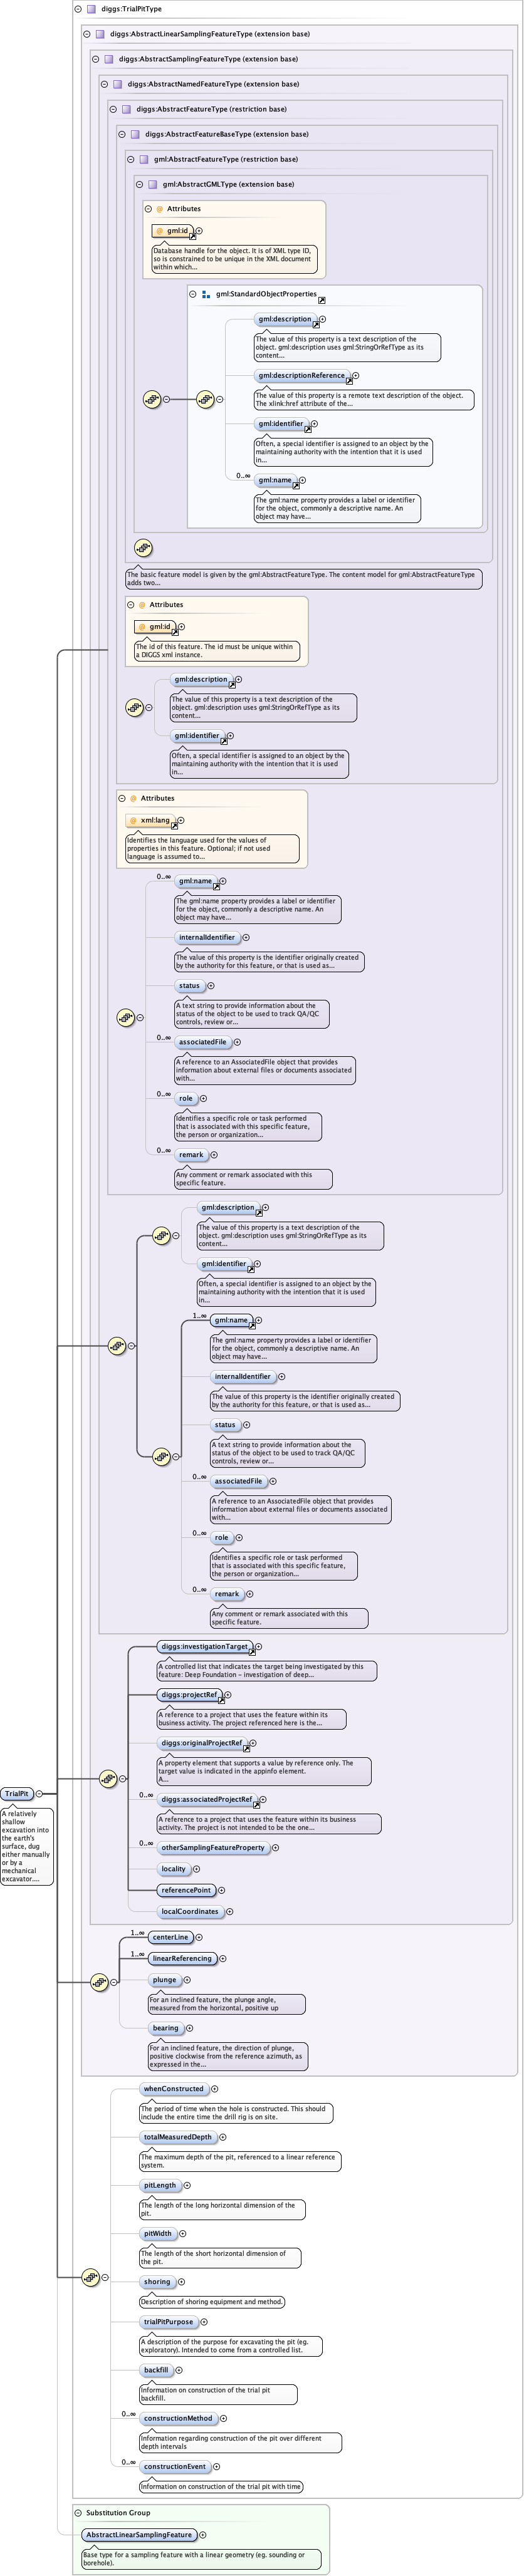 diggs:TrialPitType
diggs:AbstractLinearSamplingFeatureType (extension base)
diggs:AbstractSamplingFeatureType (extension base)
diggs:AbstractNamedFeatureType (extension base)
diggs:AbstractFeatureType (restriction base)
diggs:AbstractFeatureBaseType (extension base)
gml:AbstractFeatureType (restriction base)
gml:AbstractGMLType (extension base)
@ Attributes
@ gml:id
Database handle for the object. It is of XML type ID,
so is constrained to be unique in the XML document
within which...
gml:StandardObjectProperties
gml:description
The value of this property is a text description of the
object. gml:description uses gml:StringOrRefType as its
content...
gml:descriptionReference
The value of this property is a remote text description of the object.
The xlink:href attribute of the...
gml:identifier
Often, a special identifier is assigned to an object by the
maintaining authority with the intention that it is used
in...
0..∞
gml:name
The gml:name property provides a label or identifier
for the object, commonly a descriptive name. An
object may have...
The basic feature model is given by the gml:AbstractFeatureType. The content model for gml:AbstractFeatureType
adds two...
@ Attributes
@ gml:id
The id of this feature. The id must be unique within
a DIGGS xml instance.
gml:description
The value of this property is a text description of the
object. gml:description uses gml:StringOrRefType as its
content...
gml:identifier
Often, a special identifier is assigned to an object by the
maintaining authority with the intention that it is used
in...
@ Attributes
@ xml:lang
Identifies the language used for the values of
properties in this feature. Optional; if not used
language is assumed to...
0..∞
gml:name
The gml:name property provides a label or identifier
for the object, commonly a descriptive name. An
object may have...
internalIdentifier
The value of this property is the identifier originally created
by the authority for this feature, or that is used as...
status
A text string to provide information about the
status of the object to be used to track QA/QC
controls, review or...
0..∞
associatedFile
A reference to an AssociatedFile object that provides
information about external files or documents associated
with...
0..∞
role
Identifies a specific role or task performed
that is associated with this specific feature,
the person or organization...
0..∞
remark
Any comment or remark associated with this
specific feature.
gml:description
The value of this property is a text description of the
object. gml:description uses gml:StringOrRefType as its
content...
gml:identifier
Often, a special identifier is assigned to an object by the
maintaining authority with the intention that it is used
in...
1..∞
gml:name
The gml:name property provides a label or identifier
for the object, commonly a descriptive name. An
object may have...
internalIdentifier
The value of this property is the identifier originally created
by the authority for this feature, or that is used as...
status
A text string to provide information about the
status of the object to be used to track QA/QC
controls, review or...
0..∞
associatedFile
A reference to an AssociatedFile object that provides
information about external files or documents associated
with...
0..∞
role
Identifies a specific role or task performed
that is associated with this specific feature,
the person or organization...
0..∞
remark
Any comment or remark associated with this
specific feature.
diggs:investigationTarget
A controlled list that indicates the target being investigated by this
feature: Deep Foundation - investigation of deep...
diggs:projectRef
A reference to a project that uses the feature within its
business activity. The project referenced here is the...
diggs:originalProjectRef
A property element that supports a value by reference only. The
target value is indicated in the appinfo element.
A...
0..∞
diggs:associatedProjectRef
A reference to a project that uses the feature within its business
activity. The project is not intended to be the one...
0..∞
otherSamplingFeatureProperty
locality
referencePoint
localCoordinates
TrialPit
A relatively
shallow
excavation into
the earth's
surface, dug
either manually
or by a
mechanical
excavator....
1..∞
centerLine
1..∞
linearReferencing
plunge
For an inclined feature, the plunge angle,
measured from the horizontal, positive up
bearing
For an inclined feature, the direction of plunge,
positive clockwise from the reference azimuth, as
expressed in the...
whenConstructed
The period of time when the hole is constructed. This should
include the entire time the drill rig is on site.
totalMeasuredDepth
The maximum depth of the pit, referenced to a linear reference
system.
pitLength
The length of the long horizontal dimension of the
pit.
pitWidth
The length of the short horizontal dimension of
the pit.
shoring
Description of shoring equipment and method.
trialPitPurpose
A description of the purpose for excavating the pit (eg.
exploratory). Intended to come from a controlled list.
backfill
Information on construction of the trial pit
backfill.
0..∞
constructionMethod
Information regarding construction of the pit over different
depth intervals
0..∞
constructionEvent
Information on construction of the trial pit with time
Substitution Group
AbstractLinearSamplingFeature
Base type for a sampling feature with a linear geometry (eg. sounding or
borehole).